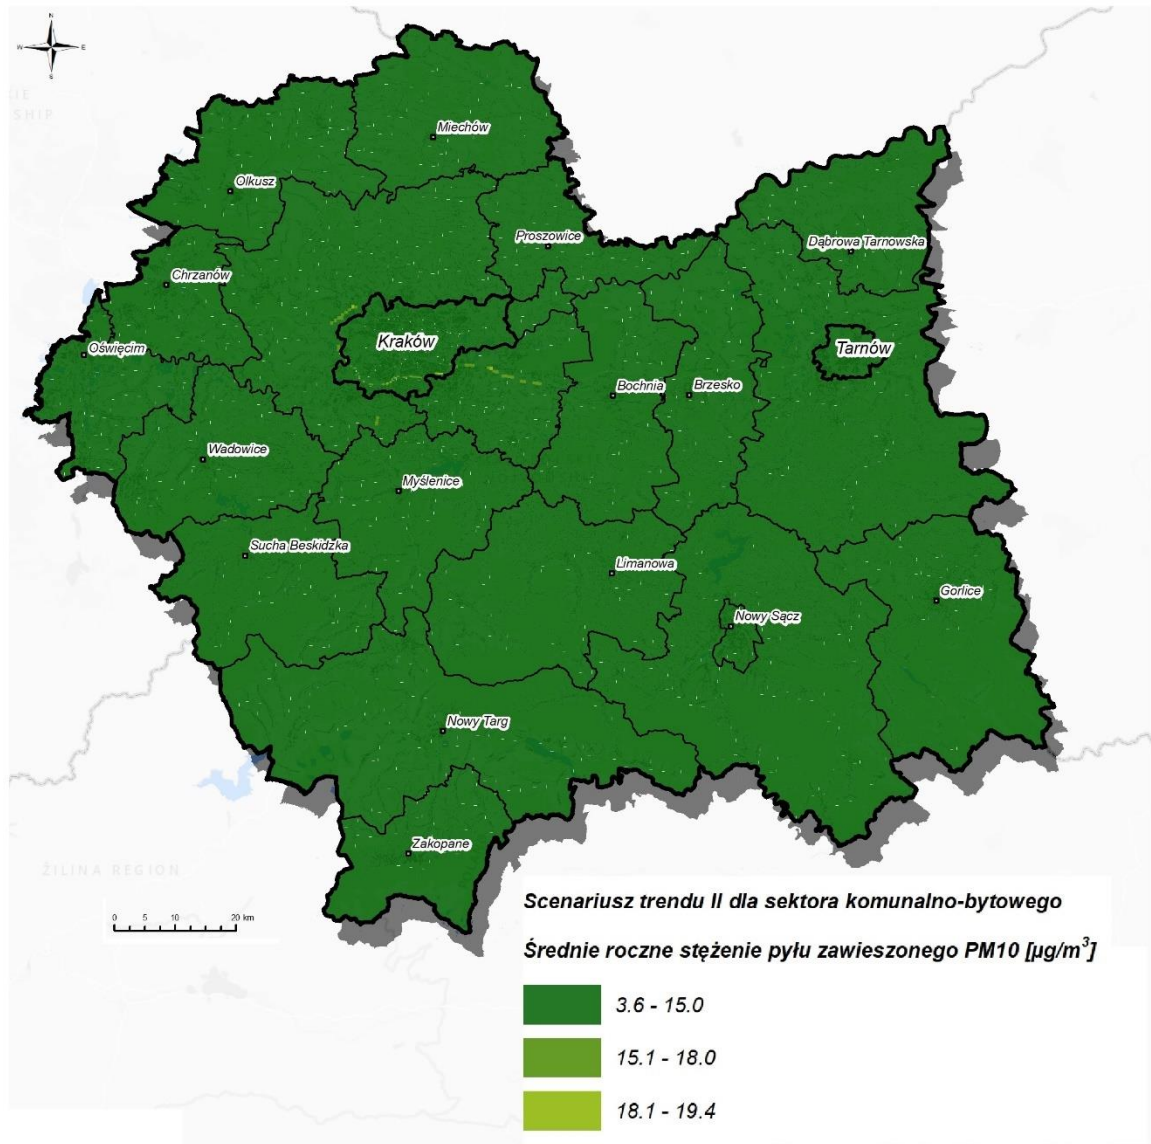 N
W E
S
KIE
SHIP
Miechów
Olkusz
Proszowice
Dąbrowa Tarnowska
Chrzanów
Kraków
Tarnów
Oświęcim
Bochnia
Brzesko
Wadowice
Myślenice
Sucha Beskidzka
Limanowa
Gorlice
Nowy Sącz
Nowy Targ
Zakopane
ŽILINA REGION
0 5 10 20 km
Scenariusz trendu II dla sektora komunalno-bytowego
Średnie roczne stężenie pyłu zawieszonego PM10 [µg/m³]
3.6 - 15.0
15.1 - 18.0
18.1 - 19.4